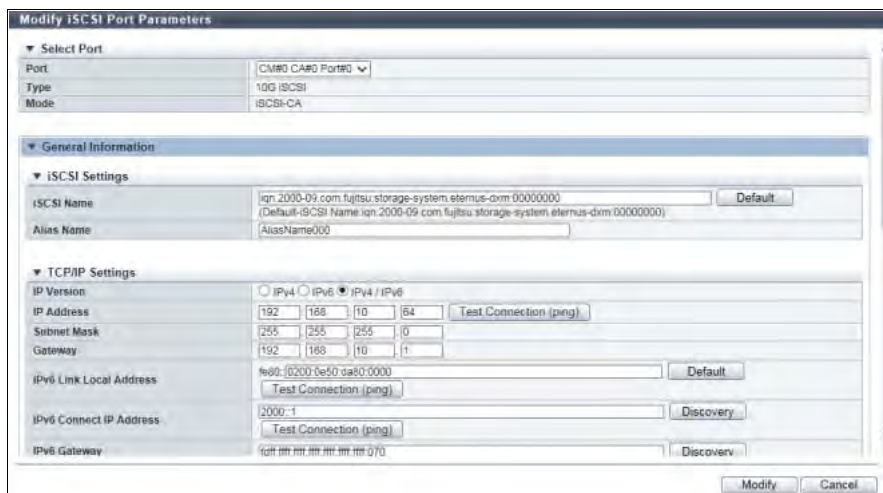 Modify iSCSI Port Parameters
▼ Select Port
Port CM#0 CA#0 Port#0
Type 10G iSCSI
Mode iSCSI-CA
▼ General Information
▼ iSCSI Settings
iSCSI Name iqn.2000-09.com.fujitsu:storage-system.eternus-dxm:00000000 Default
(Default-iSCSI Name:iqn.2000-09.com.fujitsu:storage-system.eternus-dxm:00000000)
Alias Name AliasName000
▼ TCP/IP Settings
IP Version IPv4 IPv6 IPv4 / IPv6
IP Address 192 . 168 . 10 . 64 Test Connection (ping)
Subnet Mask 255 . 255 . 255 . 0
Gateway 192 . 168 . 10 . 1
IPv6 Link Local Address fe80:: 0200:0e50:da80:0000 Default
Test Connection (ping)
IPv6 Connect IP Address 2000::1 Discovery
Test Connection (ping)
IPv6 Gateway Discovery
Modify Cancel